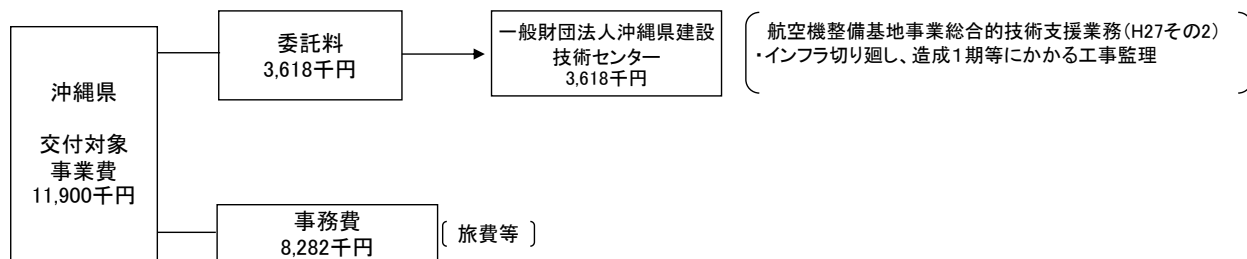 沖縄県
交付対象
事業費
11,900千円
委託料
3,618千円
一般財団法人沖縄県建設
技術センター
3,618千円
航空機整備基地事業総合的技術支援業務(H27その2)
・インフラ切り廻し、造成1期等にかかる工事監理
事務費
8,282千円
旅費等